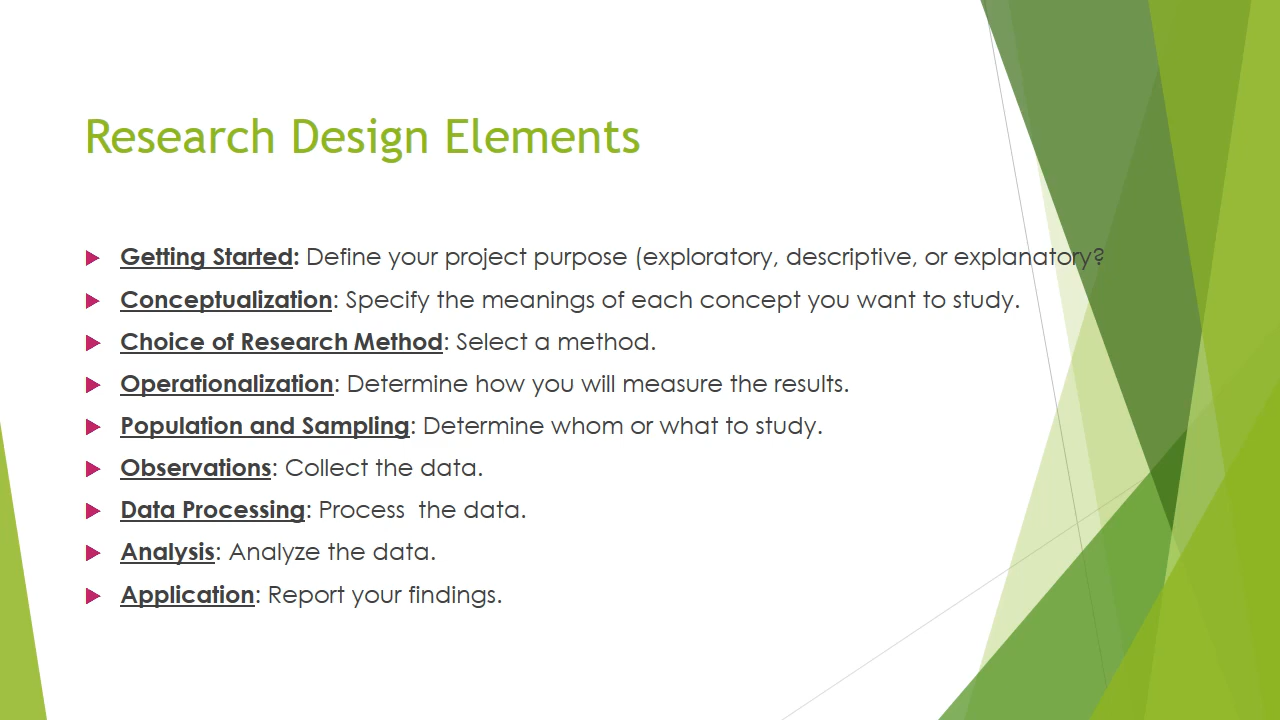 Research Design Elements
Getting Started: Define your project purpose (exploratory, descriptive, or explanatory?
Conceptualization: Specify the meanings of each concept you want to study.
Choice of Research Method: Select a method.
Operationalization: Determine how you will measure the results.
Population and Sampling: Determine whom or what to study.
Observations: Collect the data.
Data Processing: Process  the data.
Analysis: Analyze the data.
Application: Report your findings.